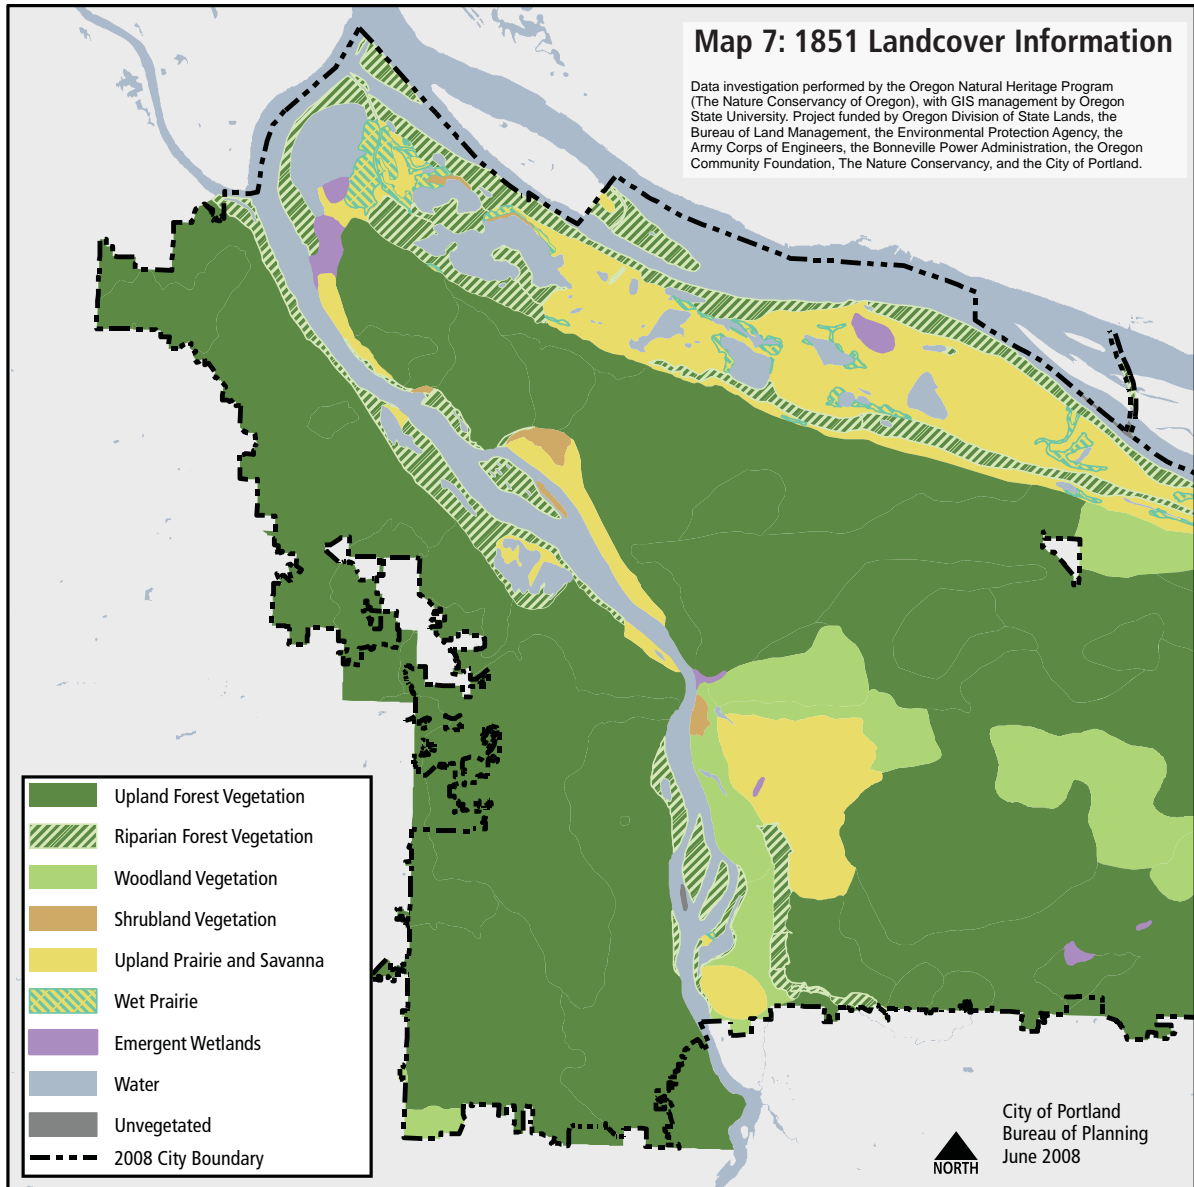 Map 7: 1851 Landcover Information
Data investigation performed by the Oregon Natural Heritage Program
(The Nature Conservancy of Oregon), with GIS management by Oregon
State University. Project funded by Oregon Division of State Lands, the
Bureau of Land Management, the Environmental Protection Agency, the
Army Corps of Engineers, the Bonneville Power Administration, the Oregon
Community Foundation, The Nature Conservancy, and the City of Portland.
Upland Forest Vegetation
Riparian Forest Vegetation
Woodland Vegetation
Shrubland Vegetation
Upland Prairie and Savanna
Wet Prairie
Emergent Wetlands
Water
Unvegetated
2008 City Boundary
NORTH
City of Portland
Bureau of Planning
June 2008